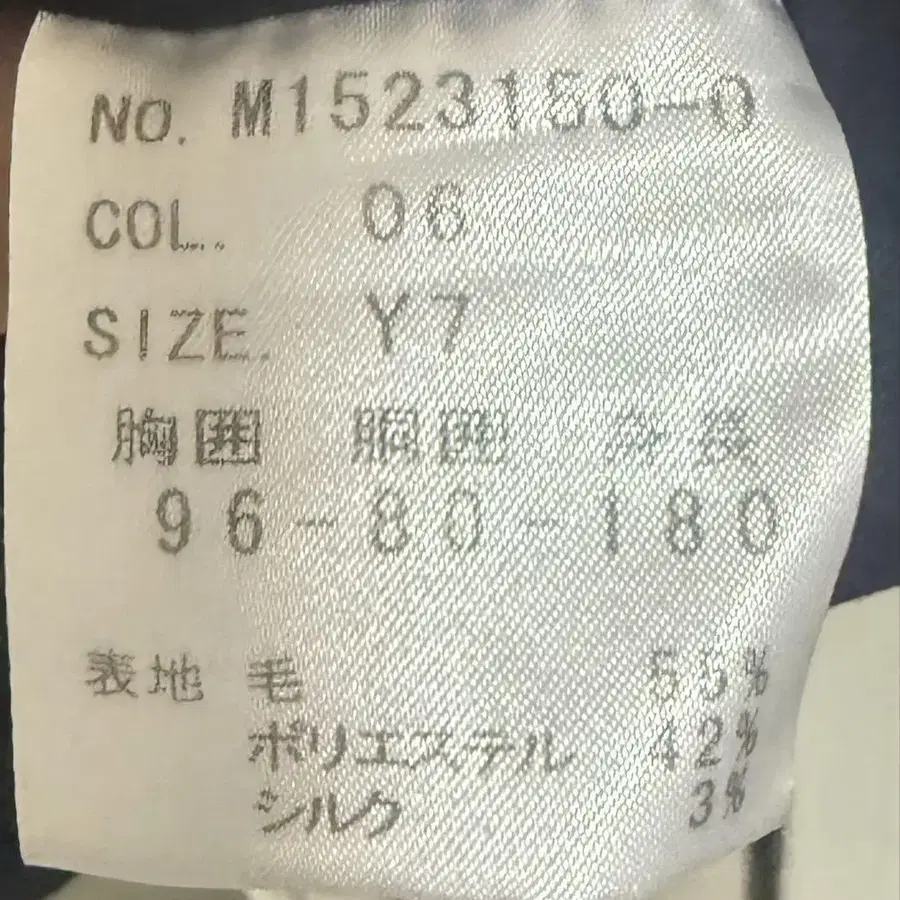 NO. M1523150-0
COL. 06
SIZE. Y7
胸囲 胴囲 身長
96-80-180
表地 毛 55%
ポリエステル 42%
シルク 3%